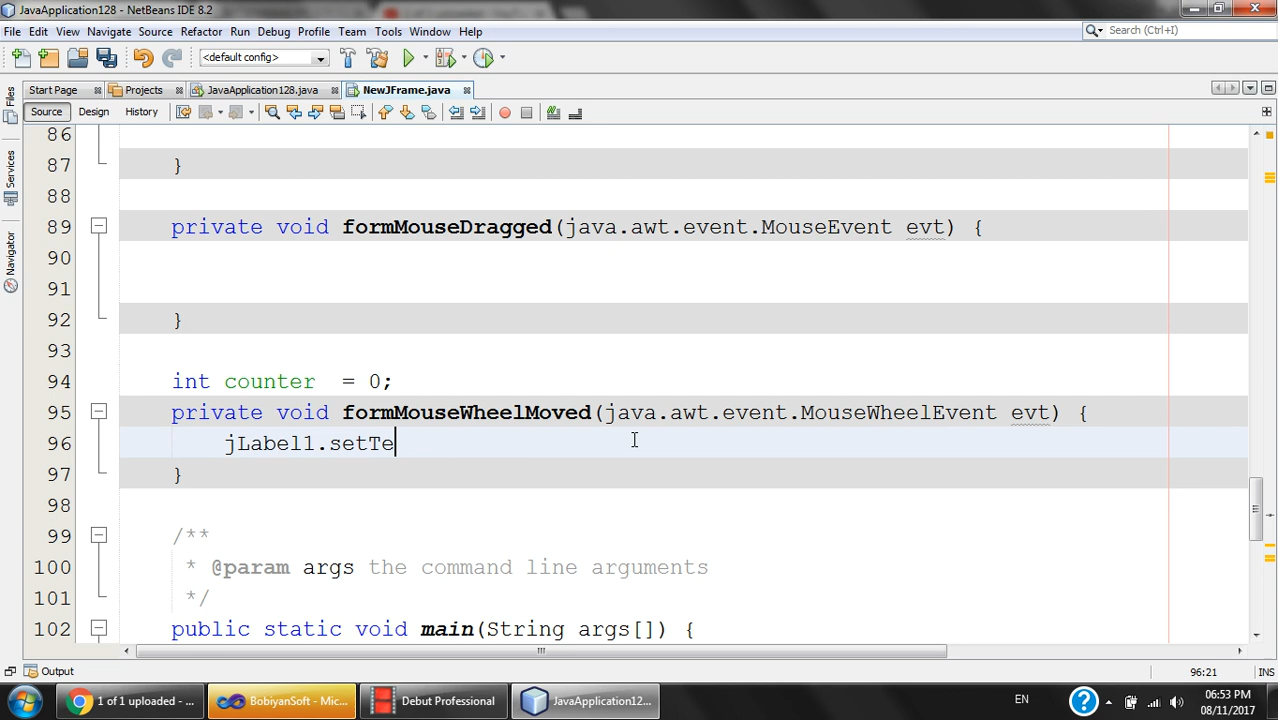 JavaApplication128 - NetBeans IDE 8.2
File Edit View Navigate Source Refactor Run Debug Profile Team Tools Window Help
Search (Ctrl+I)
<default config>
Start Page Projects JavaApplication128.java NewJFrame.java
Source Design History
Files
Services
Navigator
86
87 }
88
89 private void formMouseDragged(java.awt.event.MouseEvent evt) {
90
91
92 }
93
94 int counter = 0;
95 private void formMouseWheelMoved(java.awt.event.MouseWheelEvent evt) {
96 jLabel1.setTe
97 }
98
99 /**
100 * @param args the command line arguments
101 */
102 public static void main(String args[]) {
Output
96:21 INS
1 of 1 uploaded - ... BobiyanSoft - Mic... Debut Professional JavaApplication12... EN
06:53 PM
08/11/2017